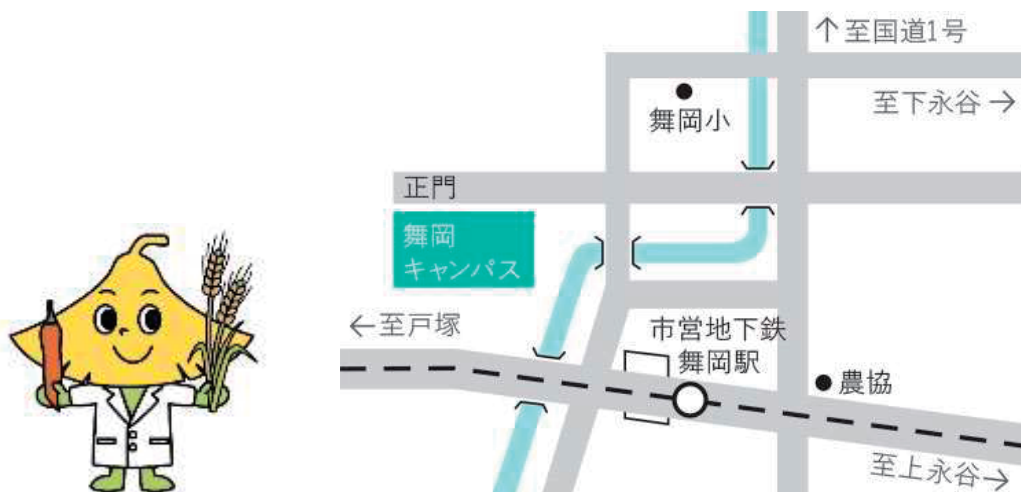 ↑至国道1号
至下永谷→
舞岡小
正門
舞岡
キャンパス
←至戸塚
市営地下鉄
舞岡駅
農協
至上永谷→